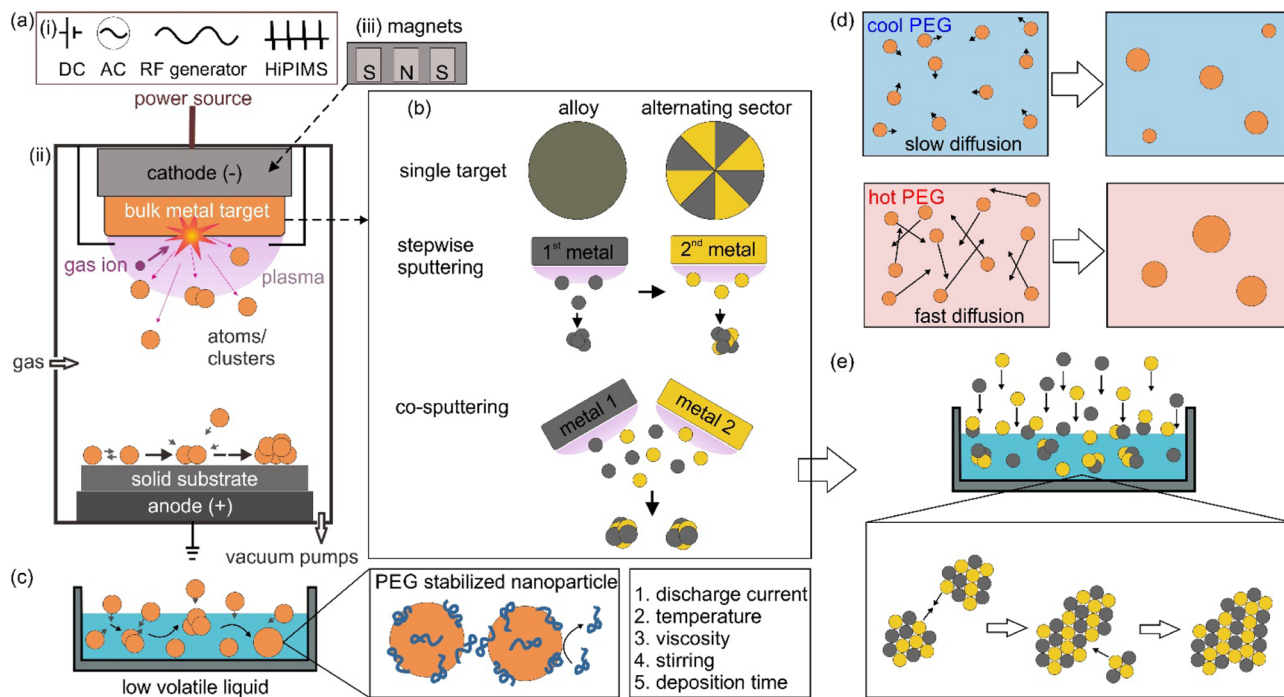 (a)
(i)
DC AC RF generator HiPIMS
power source
(iii) magnets
S N S
(ii)
cathode (-)
bulk metal target
gas ion
plasma
atoms/
clusters
gas
solid substrate
anode (+)
vacuum pumps
(b)
alloy
alternating sector
single target
stepwise
sputtering
1st metal
2nd metal
co-sputtering
metal 1
metal 2
(c)
low volatile liquid
PEG stabilized nanoparticle
1. discharge current
2. temperature
3. viscosity
4. stirring
5. deposition time
(d)
cool PEG
slow diffusion
hot PEG
fast diffusion
(e)